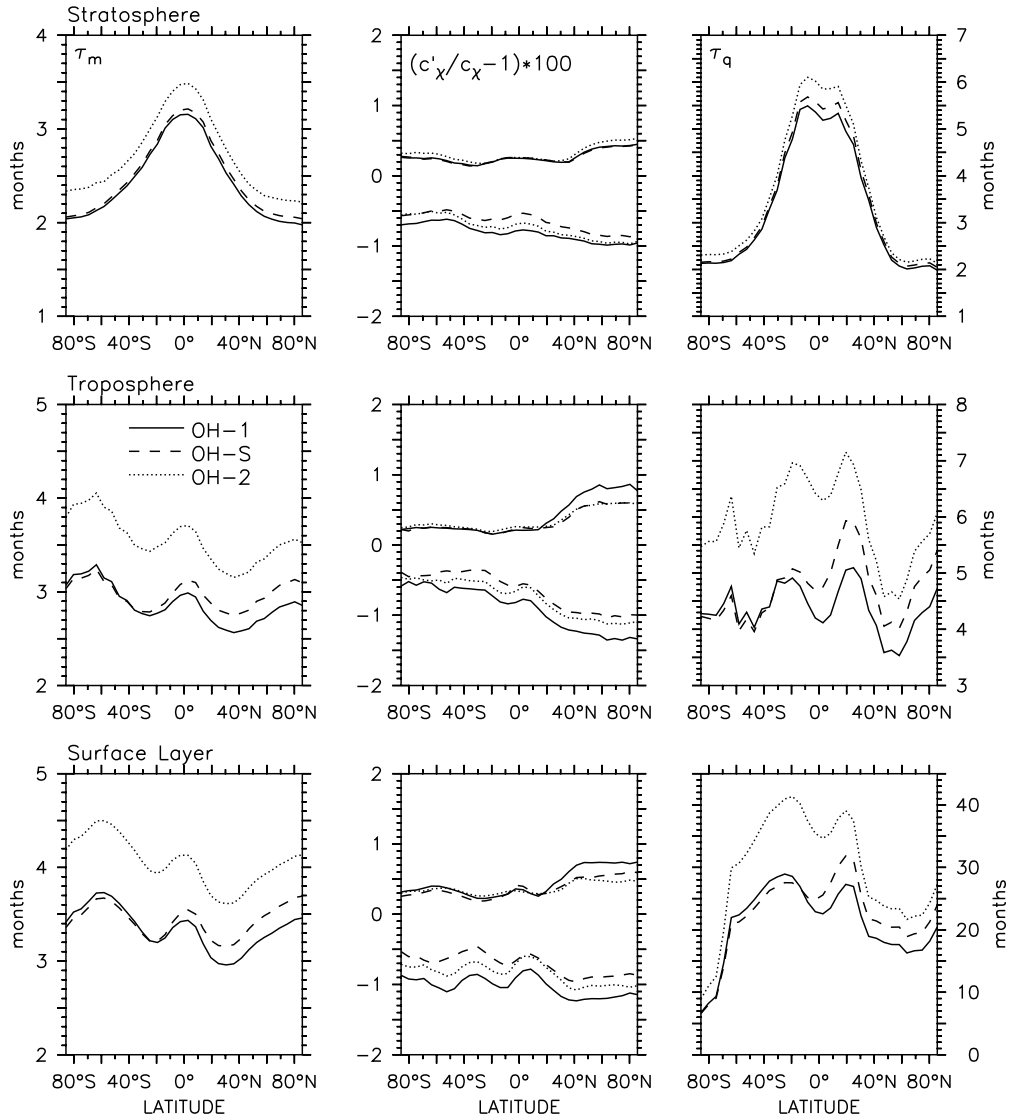 Stratosphere
τm (c'χ/cχ−1)*100 τq
4 2 7
6
3 1 5
months 0 4 months
2 −1 3
2
1 −2 1
80°S 40°S 0° 40°N 80°N 80°S 40°S 0° 40°N 80°N 80°S 40°S 0° 40°N 80°N
Troposphere
5 2 8
OH−1
OH−S
OH−2
7
4 1 6
months 0 5 months
3 −1 4
2 −2 3
80°S 40°S 0° 40°N 80°N 80°S 40°S 0° 40°N 80°N 80°S 40°S 0° 40°N 80°N
Surface Layer
5 2
40
4 1 30
months 0 20 months
3 −1 10
2 −2 0
80°S 40°S 0° 40°N 80°N 80°S 40°S 0° 40°N 80°N 80°S 40°S 0° 40°N 80°N
LATITUDE LATITUDE LATITUDE